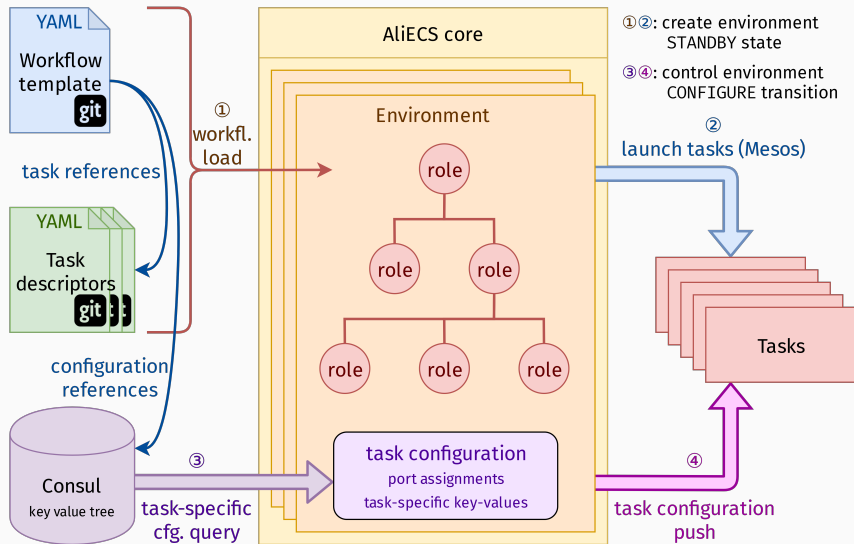 YAML
Workflow
template
git
task references
YAML
Task
descriptors
git
t
t
configuration
references
Consul
key value tree
①
workfl.
load
③
task-specific
cfg. query
AliECS core
Environment
role
role
role
role
role
role
task configuration
port assignments
task-specific key-values
①②: create environment
STANDBY state
③④: control environment
CONFIGURE transition
②
launch tasks (Mesos)
Tasks
④
task configuration
push